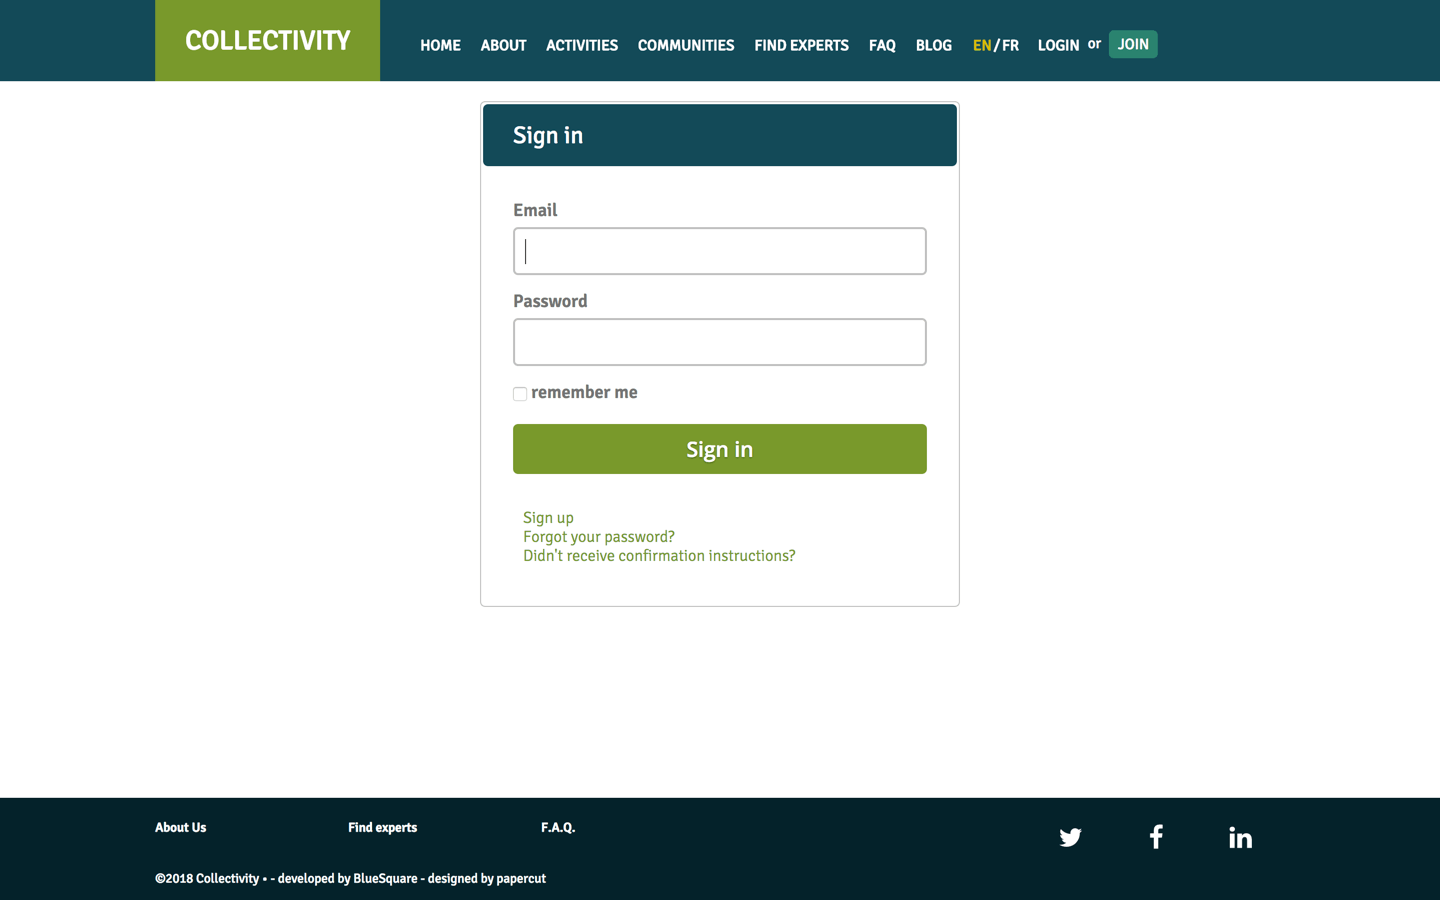 COLLECTIVITY
HOME ABOUT ACTIVITIES COMMUNITIES FIND EXPERTS FAQ BLOG EN/FR LOGIN or JOIN
Sign in
Email
Password
remember me
Sign in
Sign up
Forgot your password?
Didn't receive confirmation instructions?
About Us Find experts F.A.Q.
©2018 Collectivity • - developed by BlueSquare - designed by papercut